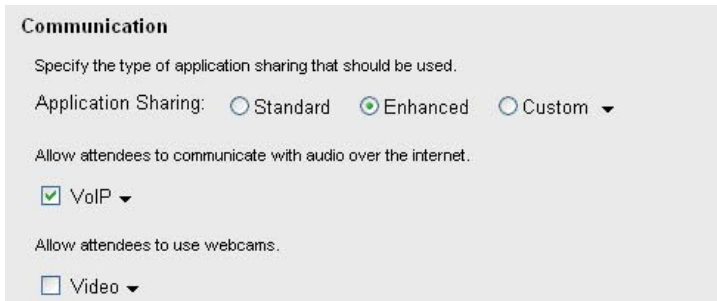 Communication
Specify the type of application sharing that should be used.
Application Sharing: Standard Enhanced Custom
Allow attendees to communicate with audio over the internet.
VoIP
Allow attendees to use webcams.
Video